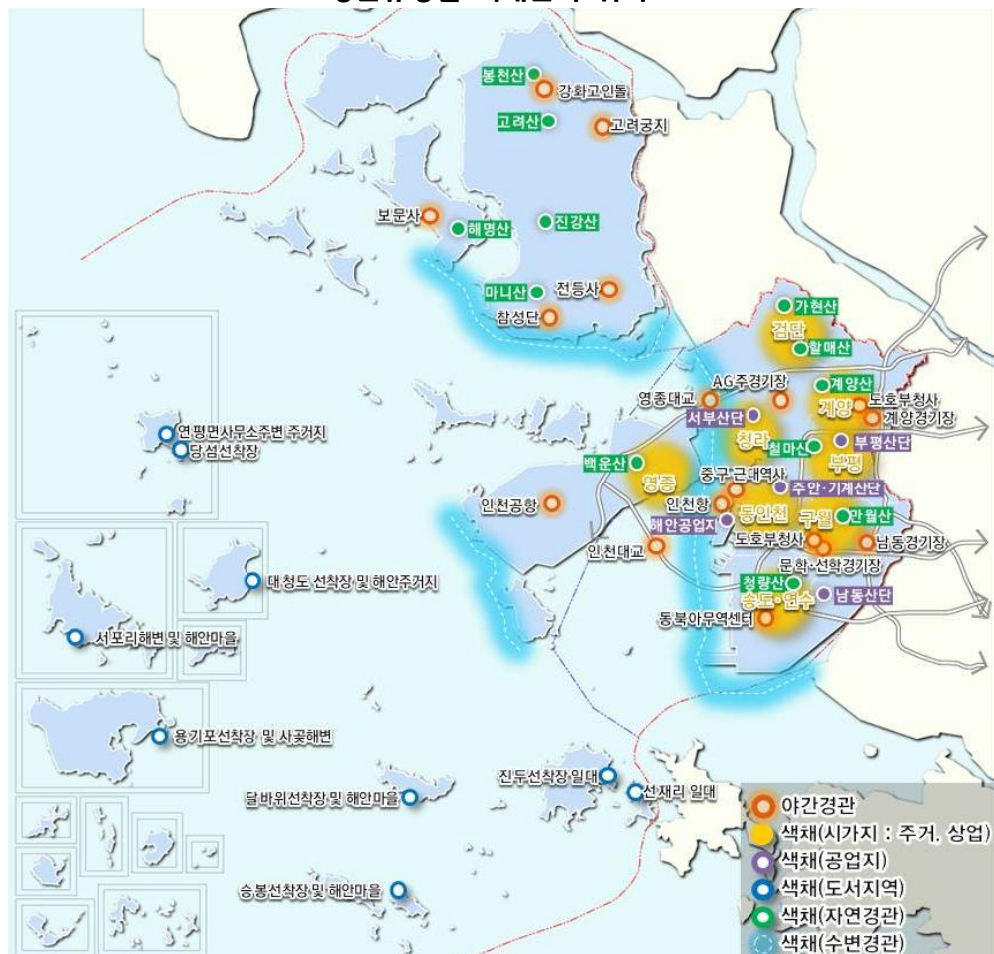 봉천산
강화고인돌
고려산
고려궁지
보문사
해명산
진강산
마니산
전등사
참성단
가현산
검단
할매산
AG주경기장
계양산
영종대교
도호부청사
계양
서부산단
계양경기장
청라
연평면사무소주변 주거지
철마산
부평산단
당섬선착장
백운산
부평
영종
중구 근대역사
주안·기계산단
인천공항
인천항
동인천
구월
만월산
해안공업지
도호부청사
남동경기장
인천대교
문학·선학경기장
대청도 선착장 및 해안주거지
청량산
남동산단
송도·연수
동북아무역센터
서포리해변 및 해안마을
용기포선착장 및 사곶해변
진두선착장 일대
선재리 일대
달바위선착장 및 해안마을
승봉선착장 및 해안마을
야간경관
색채(시가지 : 주거, 상업)
색채(공업지)
색채(도서지역)
색채(자연경관)
색채(수변경관)